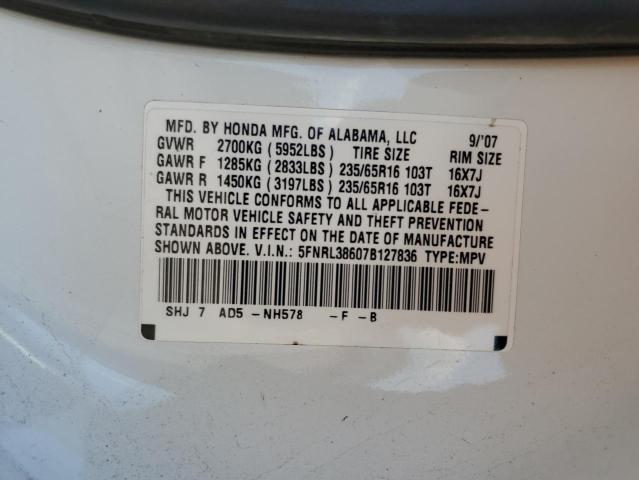 MFD. BY HONDA MFG. OF ALABAMA, LLC 9/'07
GVWR 2700KG (5952LBS) TIRE SIZE RIM SIZE
GAWR F 1285KG (2833LBS) 235/65R16 103T 16X7J
GAWR R 1450KG (3197LBS) 235/65R16 103T 16X7J
THIS VEHICLE CONFORMS TO ALL APPLICABLE FEDE-
RAL MOTOR VEHICLE SAFETY AND THEFT PREVENTION
STANDARDS IN EFFECT ON THE DATE OF MANUFACTURE
SHOWN ABOVE. V.I.N.: 5FNRL38607B127836 TYPE:MPV
SHJ 7 AD5 -NH578 -F -B